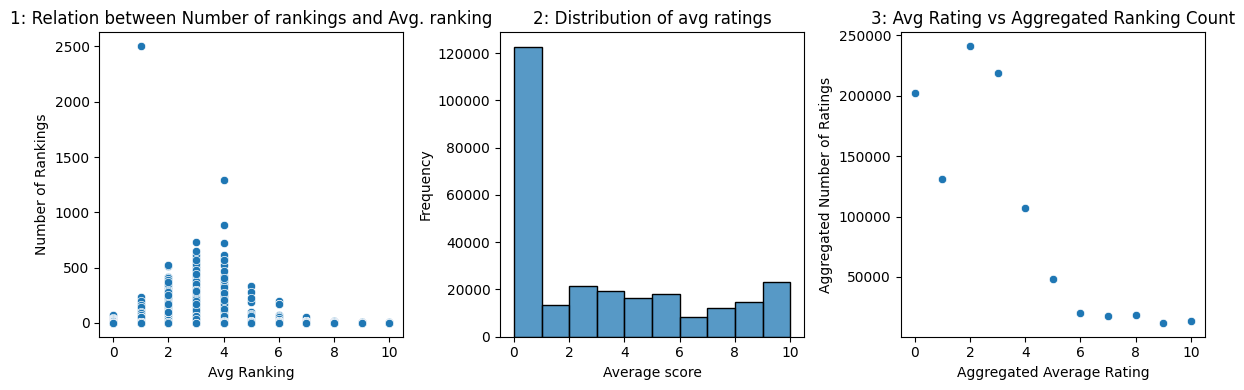 1: Relation between Number of rankings and Avg. ranking
2500
2000
1500
1000
500
0
Number of Rankings
0 2 4 6 8 10
Avg Ranking
2: Distribution of avg ratings
120000
100000
80000
60000
40000
20000
0
Frequency
0 2 4 6 8 10
Average score
3: Avg Rating vs Aggregated Ranking Count
250000
200000
150000
100000
50000
Aggregated Number of Ratings
0 2 4 6 8 10
Aggregated Average Rating